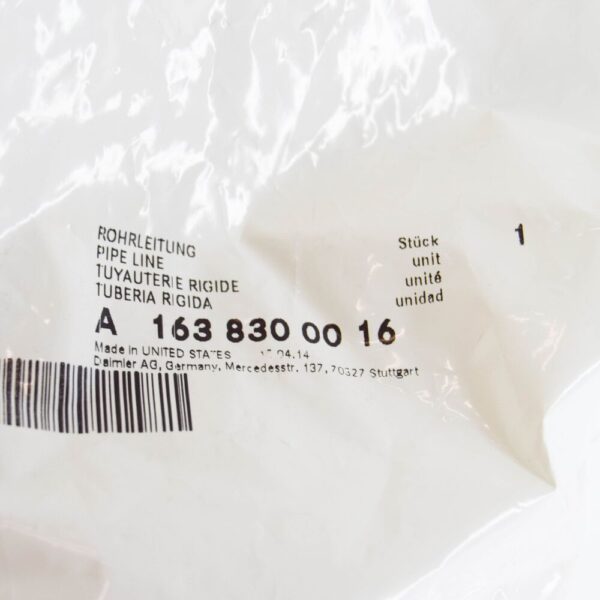 ROHRLEITUNG
PIPE LINE
TUYAUTERIE RIGIDE
TUBERIA RIGIDA
Stück 1
unit
unité
unidad
A 163 830 00 16
Made in UNITED STATES 04.14
Daimler AG, Germany, Mercedesstr. 137, 70327 Stuttgart